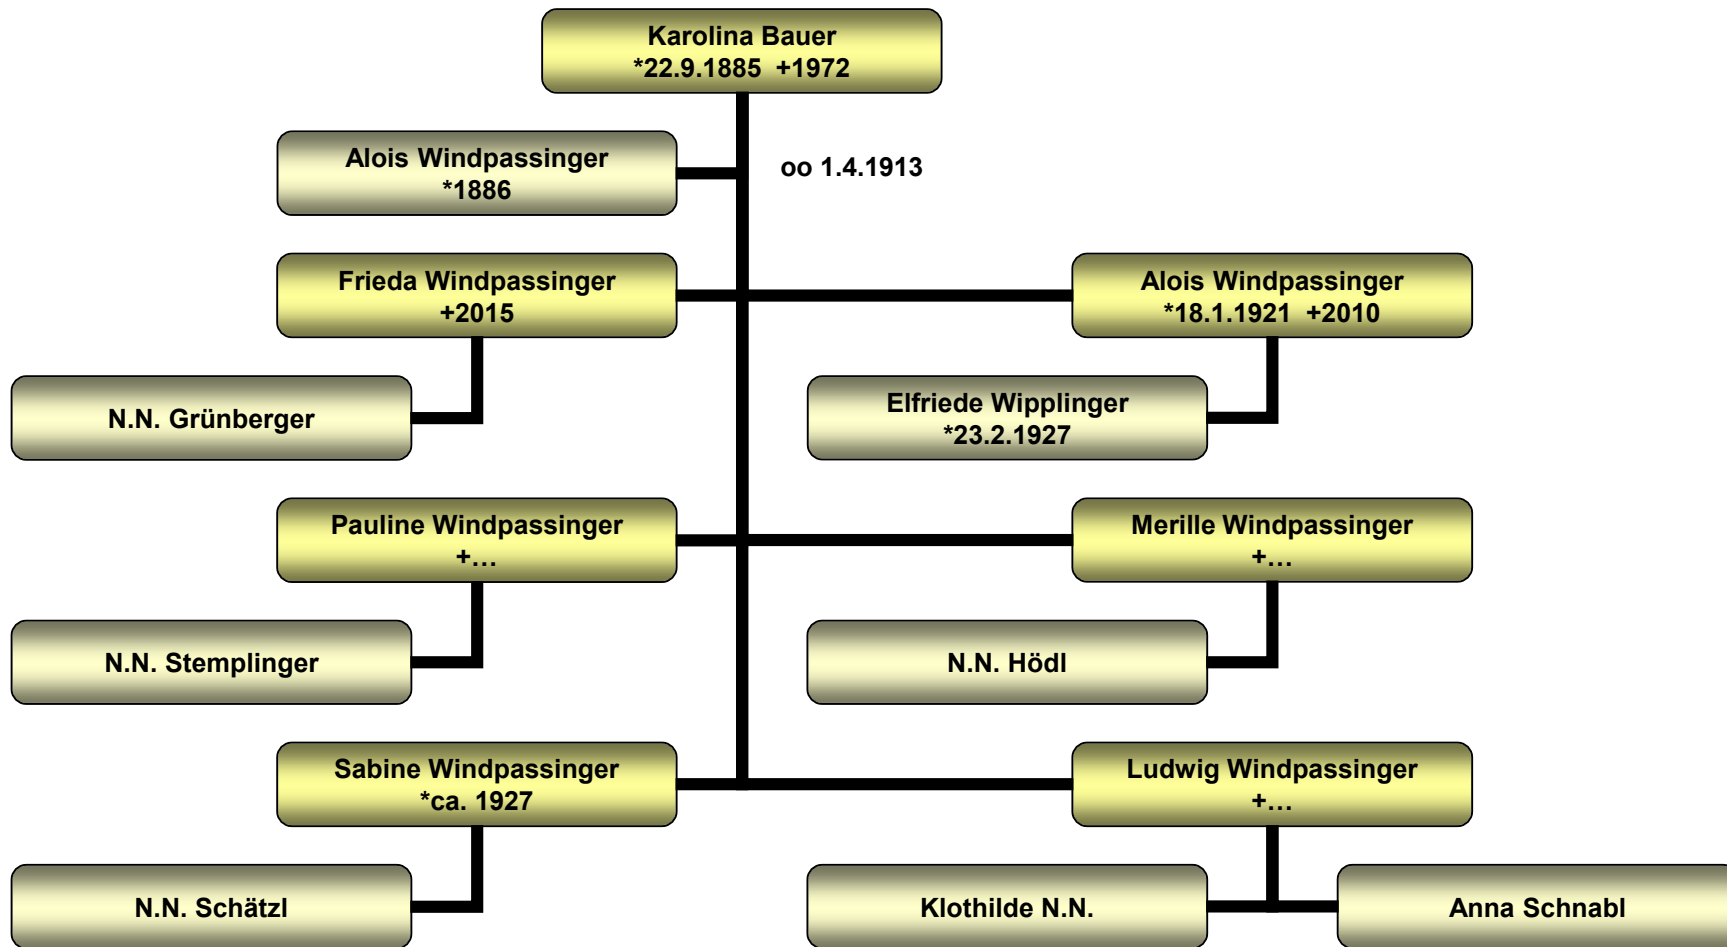 Karolina Bauer
*22.9.1885  +1972
Alois Windpassinger
*1886
oo 1.4.1913
Frieda Windpassinger
+2015
Alois Windpassinger
*18.1.1921  +2010
N.N. Grünberger
Elfriede Wipplinger
*23.2.1927
Pauline Windpassinger
+…
Merille Windpassinger
+…
N.N. Stemplinger
N.N. Hödl
Sabine Windpassinger
*ca. 1927
Ludwig Windpassinger
+…
N.N. Schätzl
Klothilde N.N.
Anna Schnabl